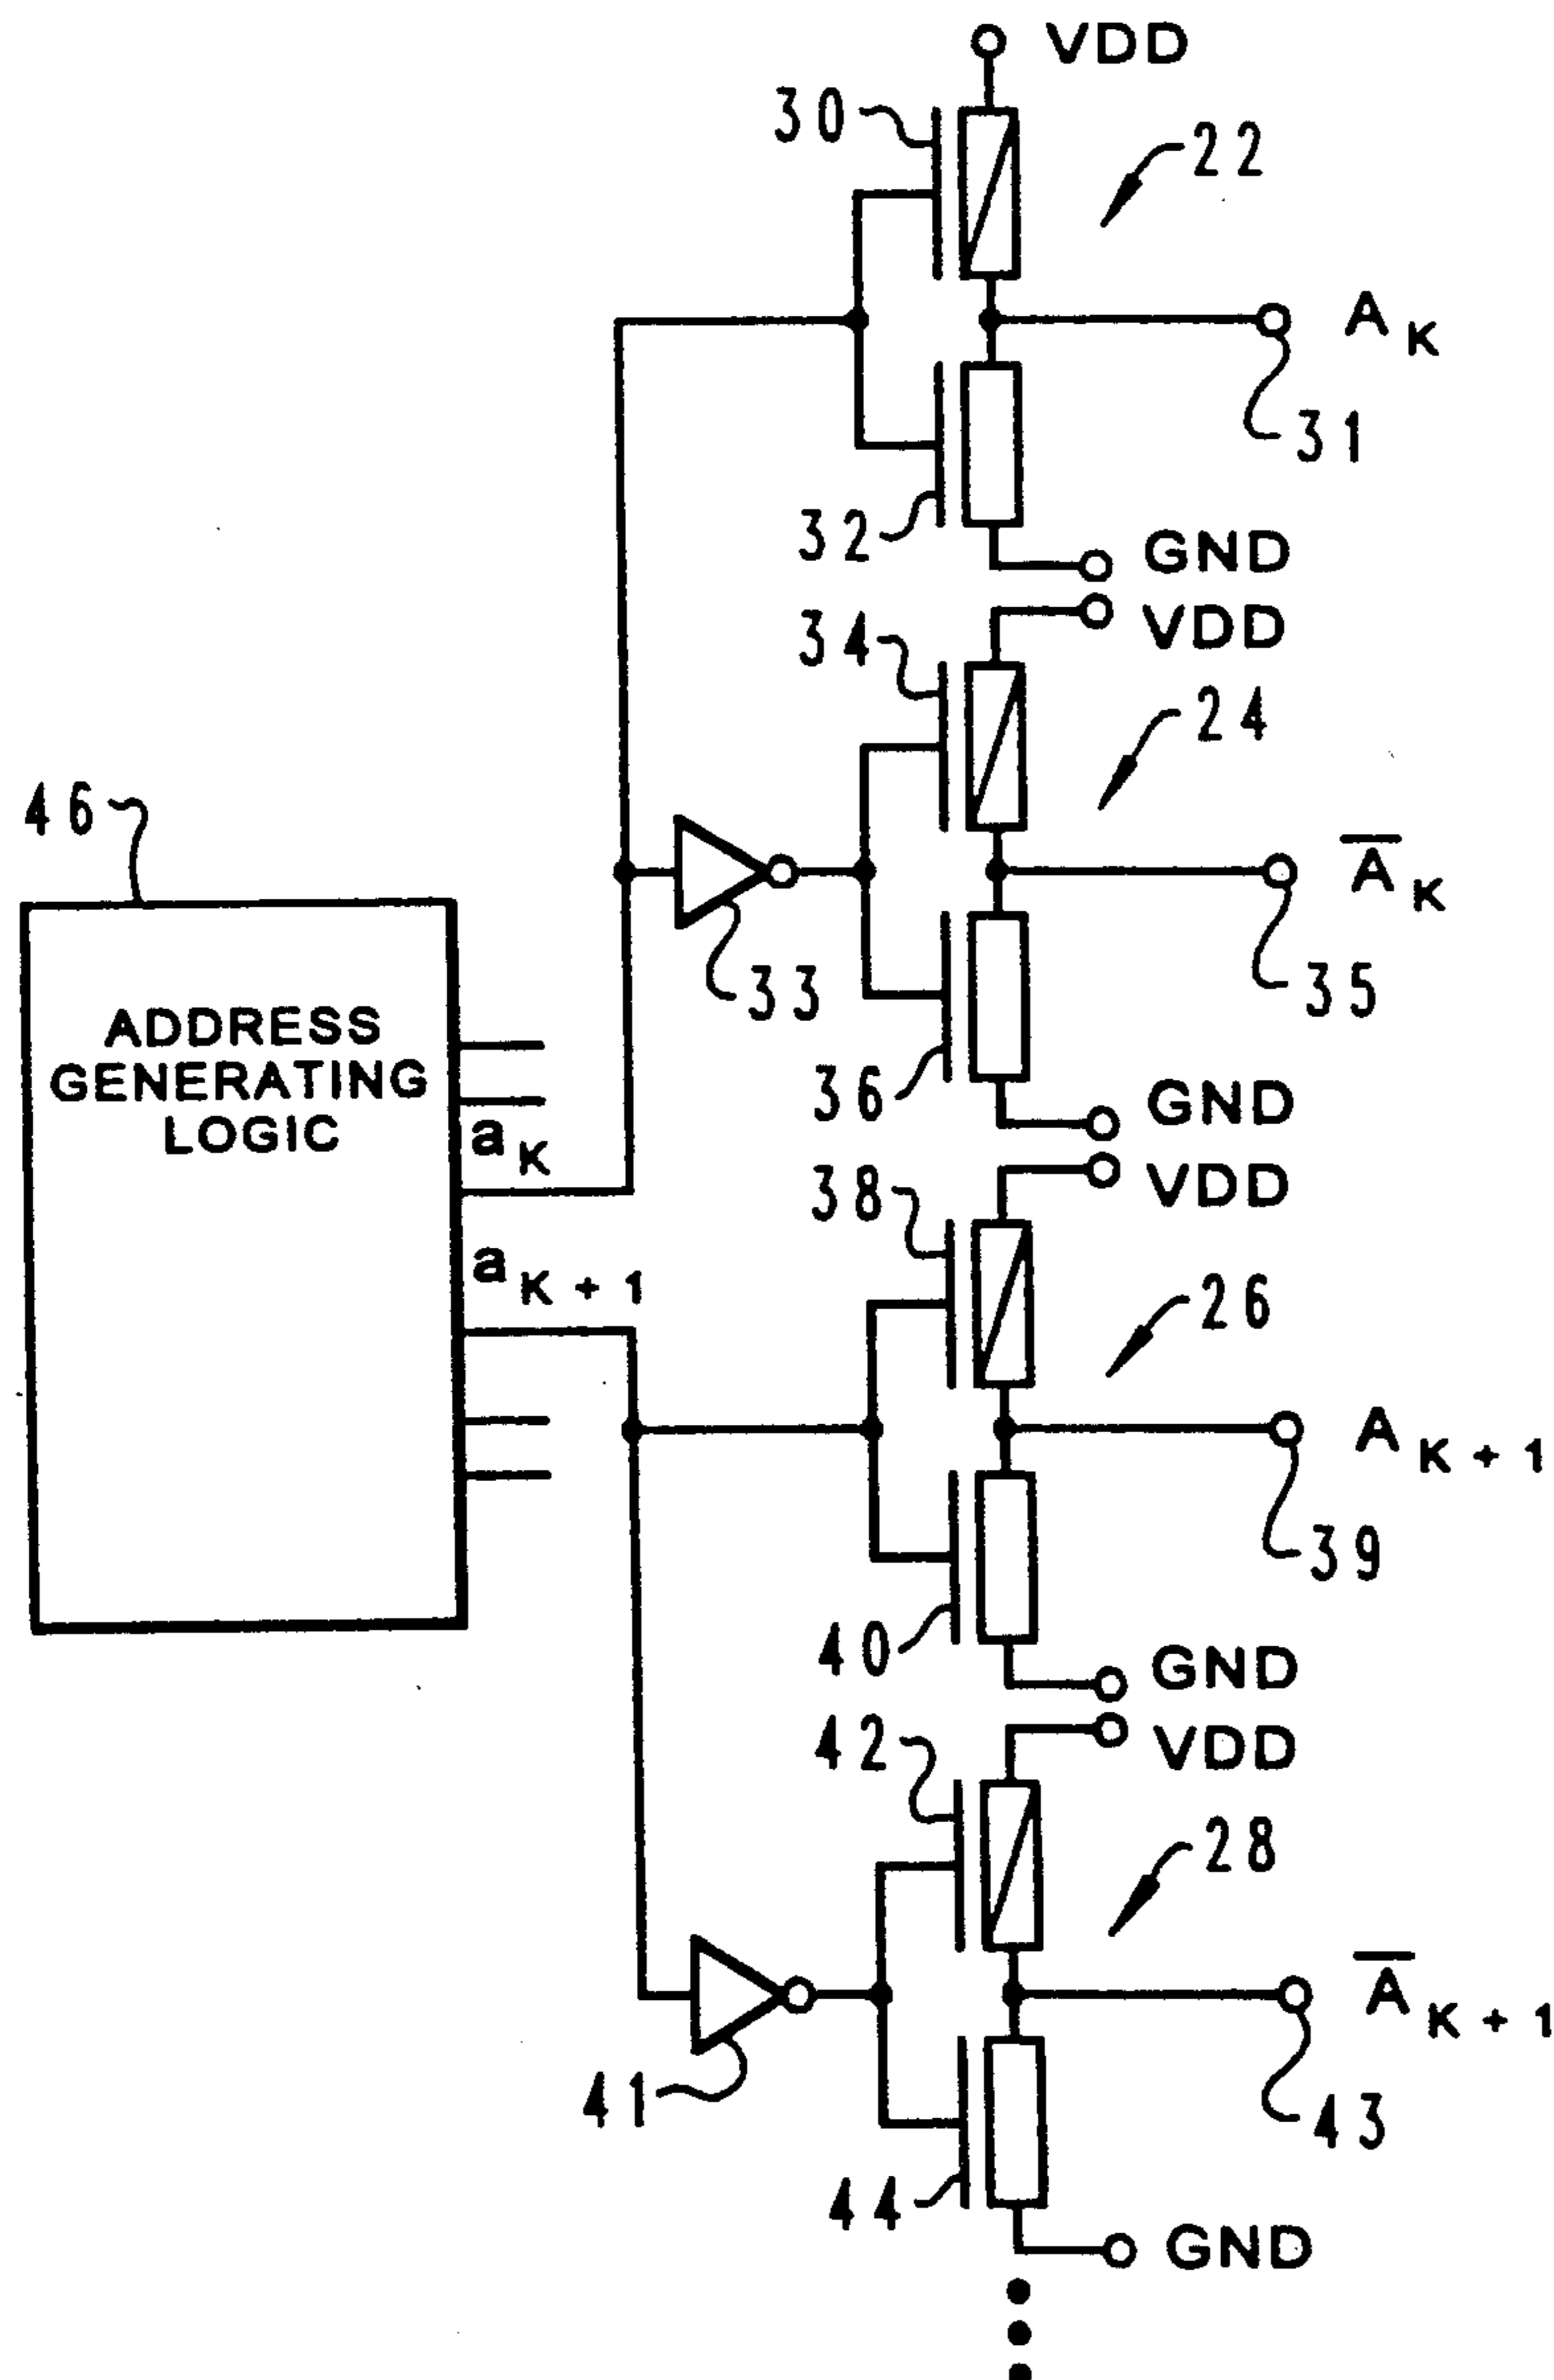 VDD
30
22
A K
31
32
GND
34
VDD
24
46
A̅ K
33
35
ADDRESS
GENERATING
LOGIC
36
GND
a K
38
VDD
a K + 1
26
A K + 1
39
40
GND
42
VDD
28
A̅ K + 1
41
43
44
GND